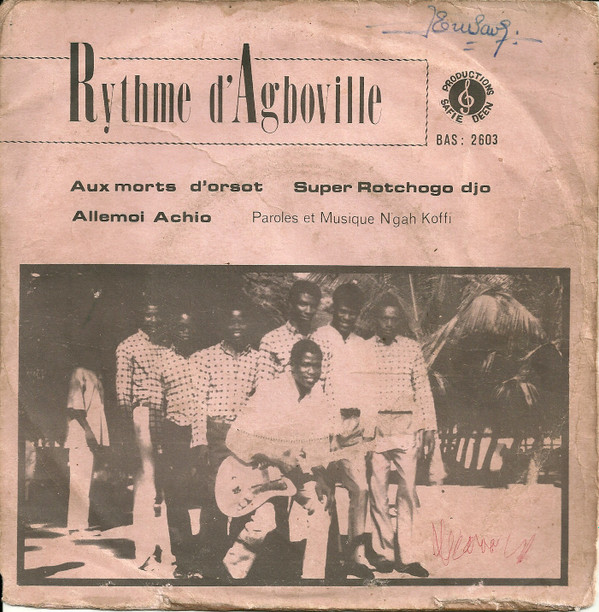 Rythme d'Agboville
PRODUCTIONS
SAFIE DEEN
BAS : 2603
Aux morts d'orsot Super Rotchogo djo
Allemoi Achio Paroles et Musique N'gah Koffi